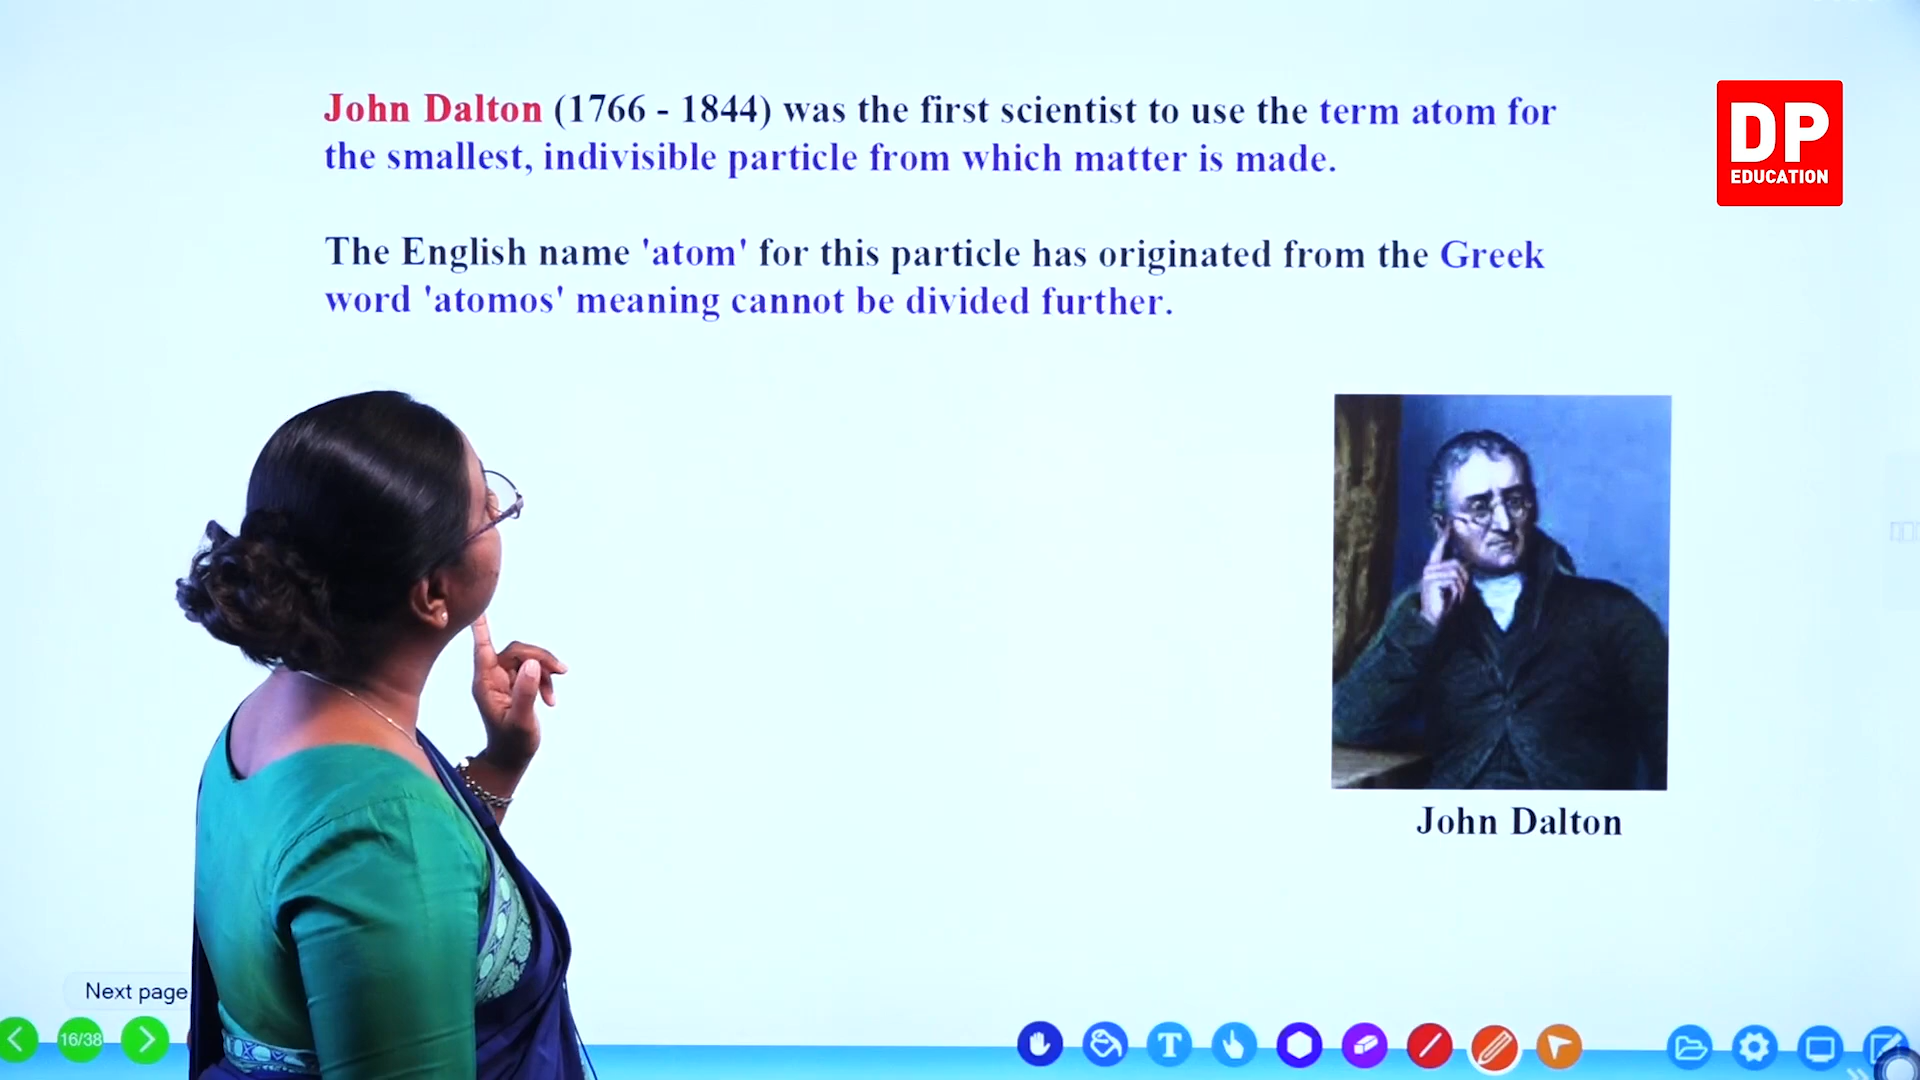 John Dalton (1766 - 1844) was the first scientist to use the term atom for
the smallest, indivisible particle from which matter is made.
DP
EDUCATION
The English name 'atom' for this particle has originated from the Greek
word 'atomos' meaning cannot be divided further.
John Dalton
Next page
16/38
T